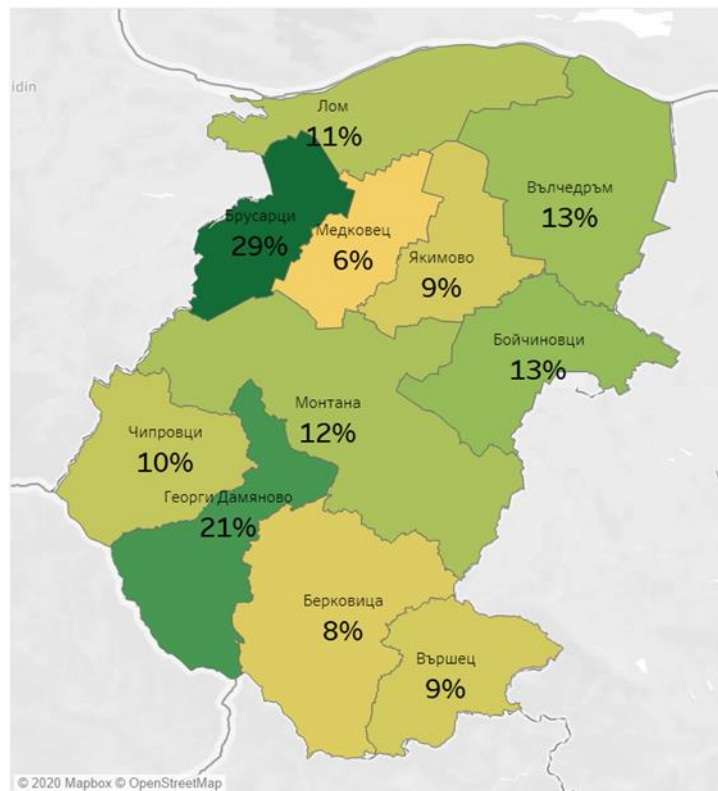 idin
Лом
11%
Брусарци
29%
Медковец
6%
Якимово
9%
Вълчедръм
13%
Бойчиновци
13%
Монтана
12%
Чипровци
10%
Георги Дамяново
21%
Берковица
8%
Вършец
9%
© 2020 Mapbox © OpenStreetMap